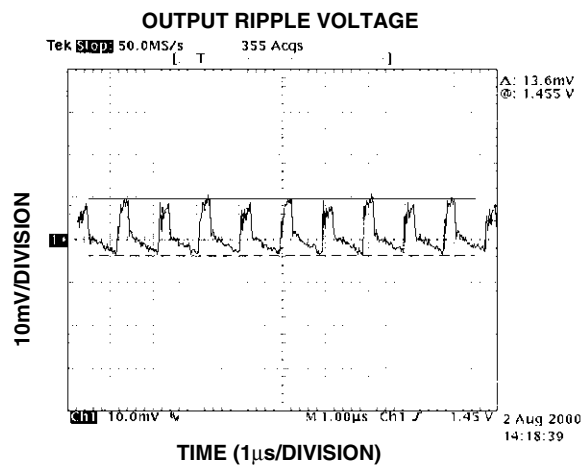 OUTPUT RIPPLE VOLTAGE
Tek Stop: 50.0MS/s 355 Acqs
[ T ]
Δ: 13.6mV
@: 1.455 V
10mV/DIVISION
1
Ch1 10.0mV M 1.00µs Ch1 1.45 V
2 Aug 2000
14:18:39
TIME (1µs/DIVISION)